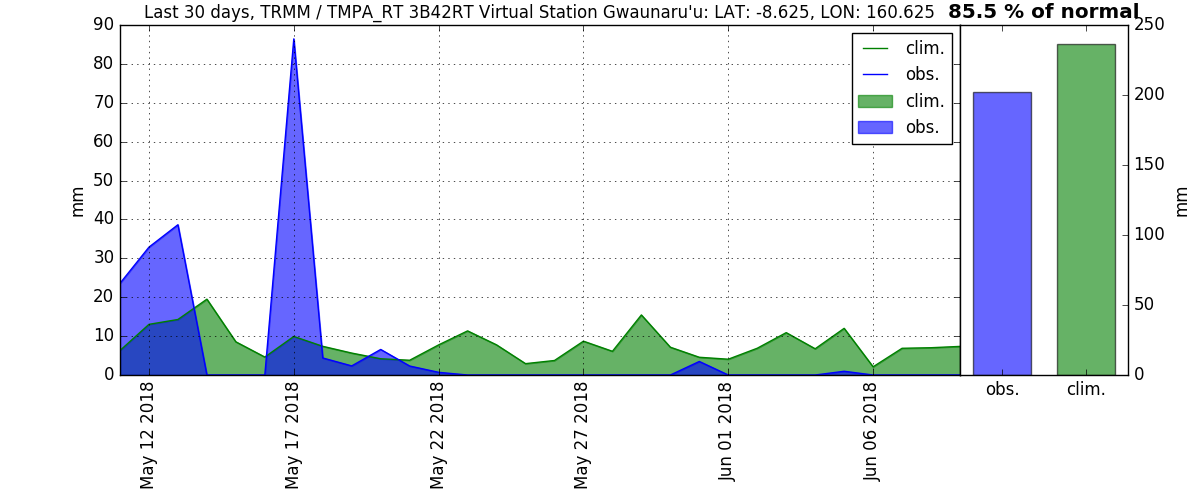 Last 30 days, TRMM / TMPA_RT 3B42RT Virtual Station Gwaunaru'u: LAT: -8.625, LON: 160.625 85.5 % of normal
90
80
70
60
50
40
30
20
10
0
mm
clim.
obs.
clim.
obs.
May 12 2018
May 17 2018
May 22 2018
May 27 2018
Jun 01 2018
Jun 06 2018
250
200
150
100
50
0
mm
obs. clim.